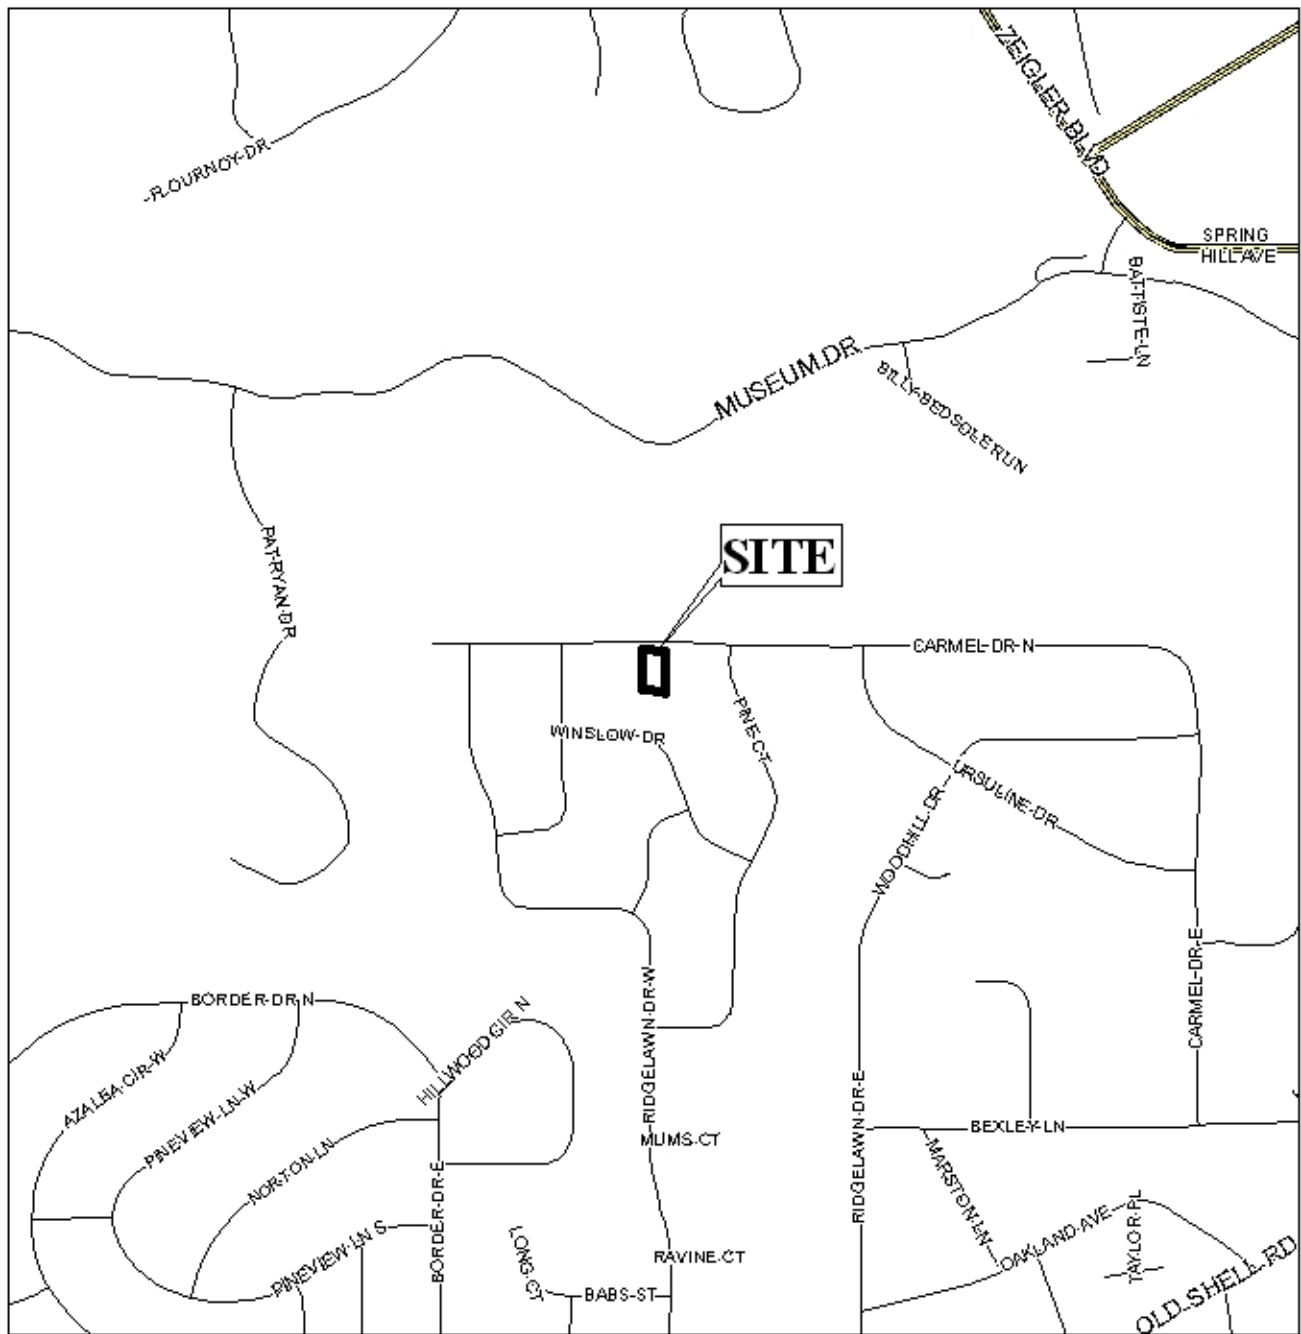 ZEIGLER BLVD
FLOURNOY-DR
SPRING
HILL AVE
BATTISTE-LN
MUSEUM DR
BILLY-BEDSOLE RUN
PAT-RYAN-DR
SITE
CARMEL-DR-N
PINE-CT
WINSLOW-DR
URSULINE-DR
WOODHILL-DR
CARMEL-DR-E
RIDGELAWN-DR-W
BORDER-DR N
HILLWOOD CIR N
AZALEA-CIR-W
PINEVIEW-LN-W
RIDGELAWN-DR-E
BEXLEY-LN
MUMS-CT
NORTON-LN
MARSTON-LN
BORDER-DR-E
PINEVIEW-LN S
LONG-CT
RAVINE-CT
OAKLAND-AVE
TAYLOR-PL
BABS-ST
OLD SHELL RD